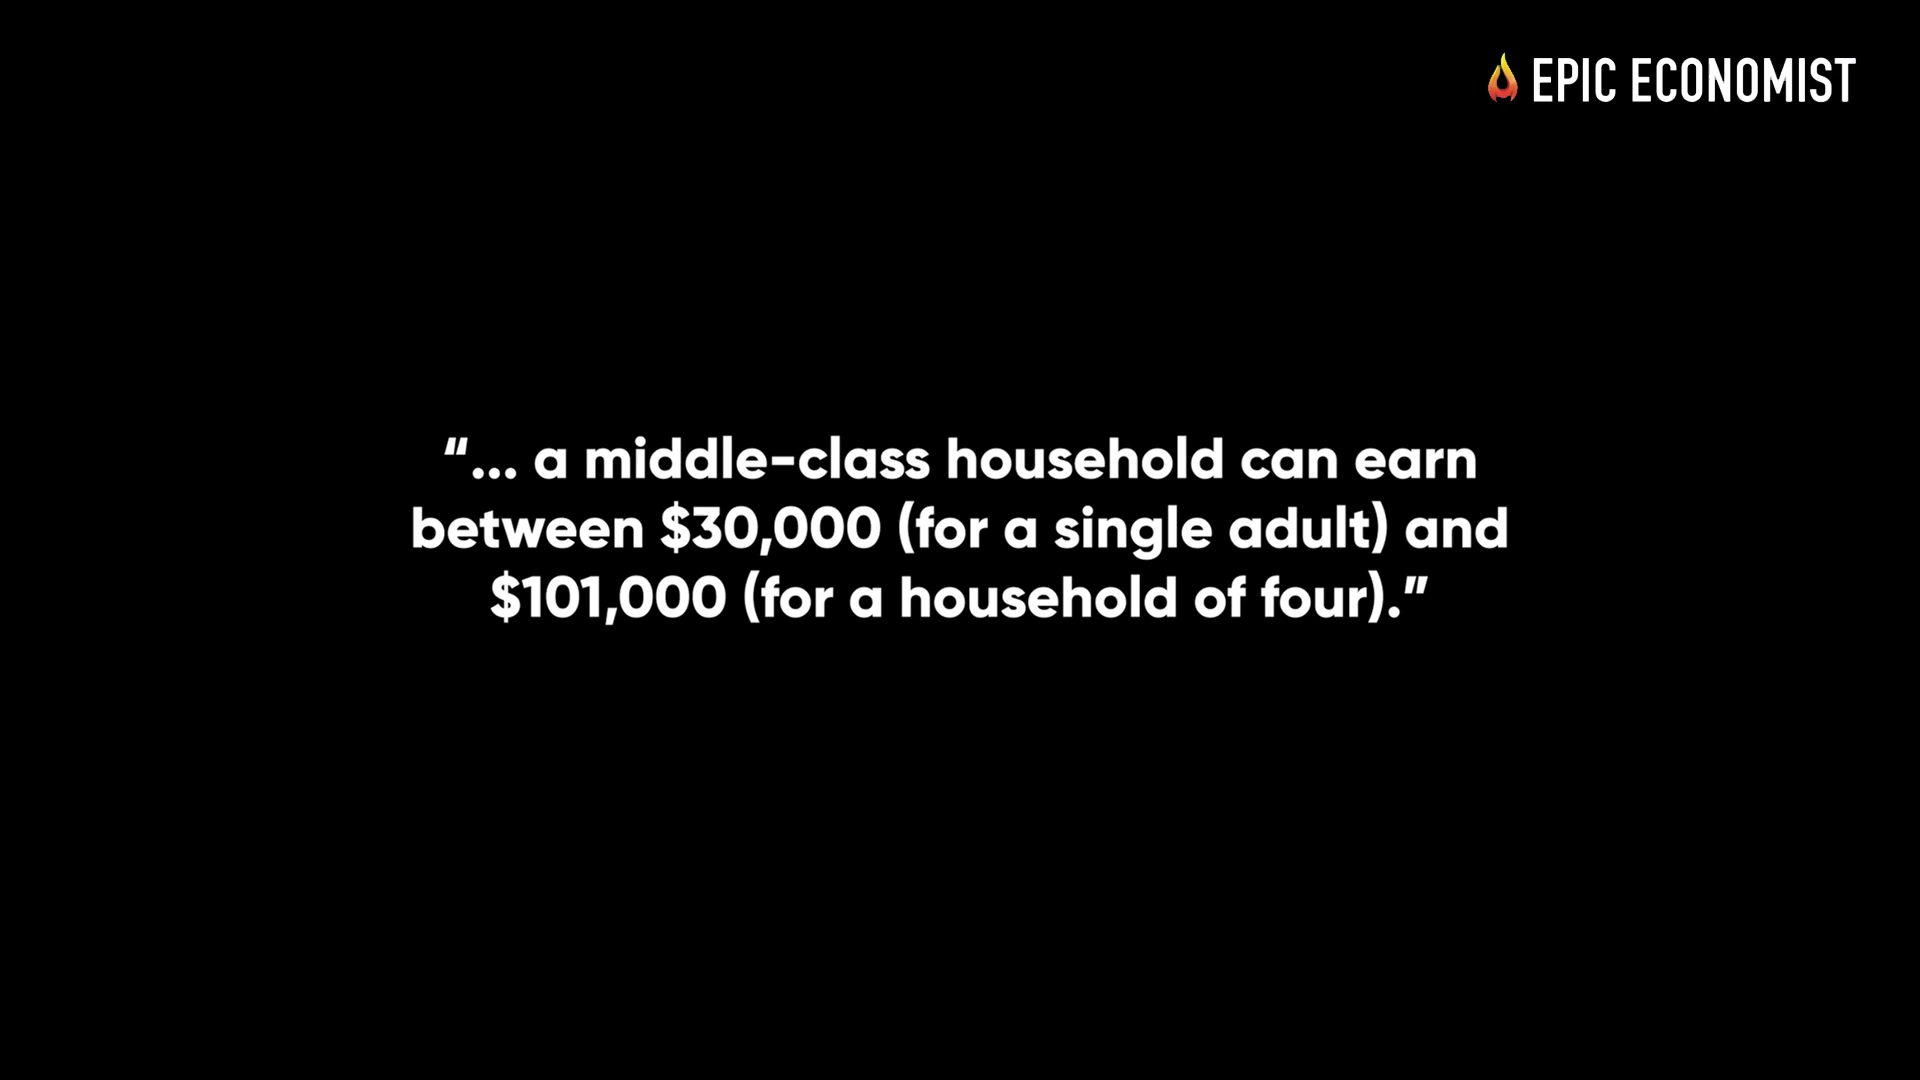 EPIC ECONOMIST
“... a middle-class household can earn
between $30,000 (for a single adult) and
$101,000 (for a household of four).”